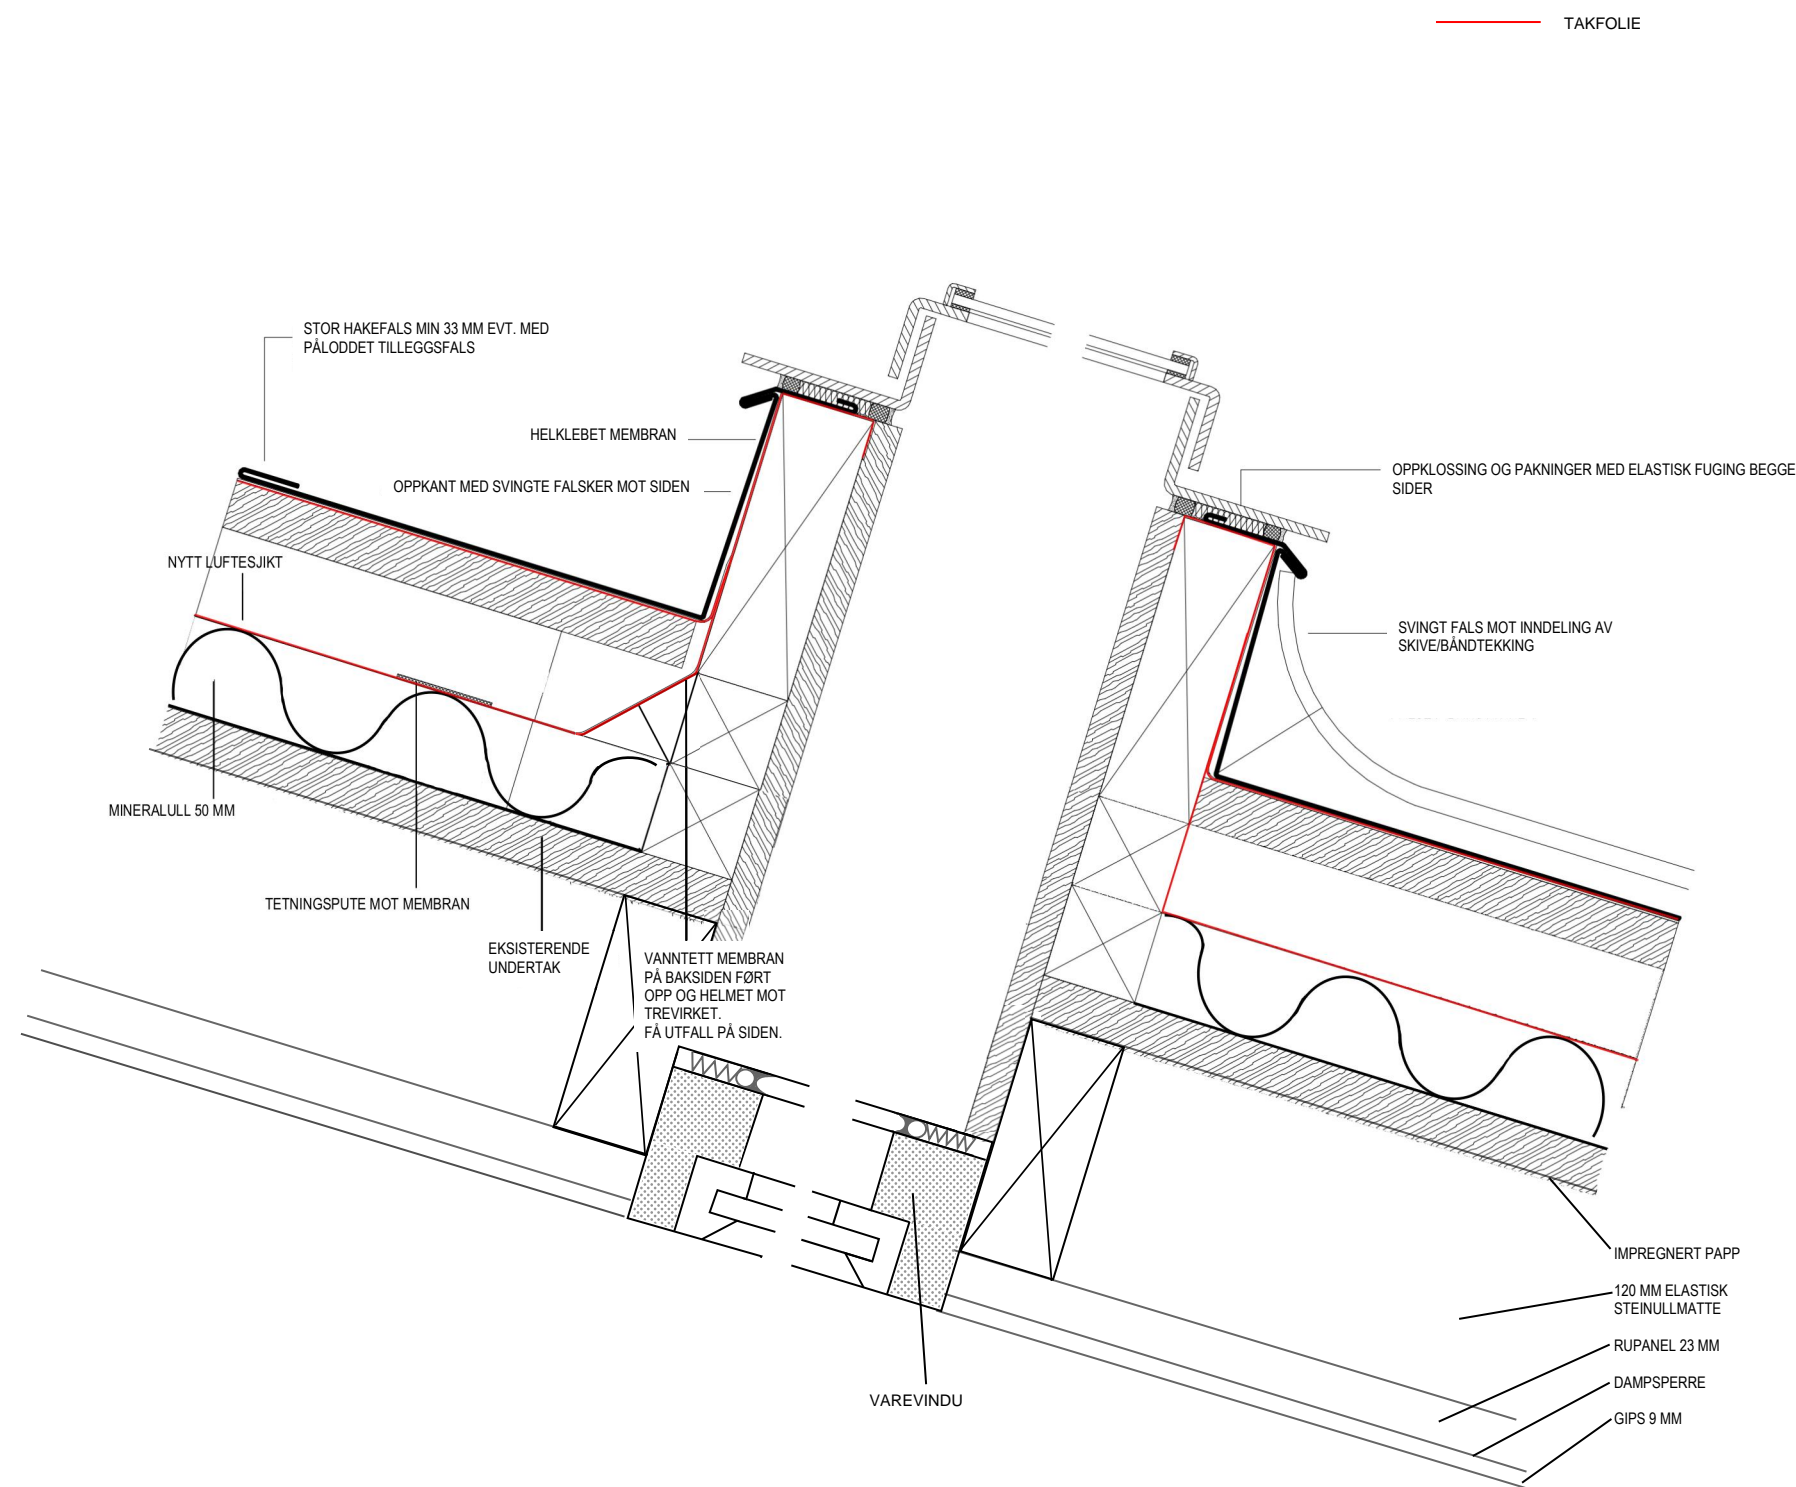 TAKFOLIE
STOR HAKEFALS MIN 33 MM EVT. MED
PÅLODDET TILLEGGSFALS
HELKLEBET MEMBRAN
OPPKANT MED SVINGTE FALSKER MOT SIDEN
OPPKLOSSING OG PAKNINGER MED ELASTISK FUGING BEGGE
SIDER
NYTT LUFTESJIKT
SVINGT FALS MOT INNDELING AV
SKIVE/BÅNDTEKKING
MINERALULL 50 MM
TETNINGSPUTE MOT MEMBRAN
EKSISTERENDE
UNDERTAK
VANNTETT MEMBRAN
PÅ BAKSIDEN FØRT
OPP OG HELMET MOT
TREVIRKET.
FÅ UTFALL PÅ SIDEN.
IMPREGNERT PAPP
120 MM ELASTISK
STEINULLMATTE
RUPANEL 23 MM
DAMPSPERRE
GIPS 9 MM
VAREVINDU